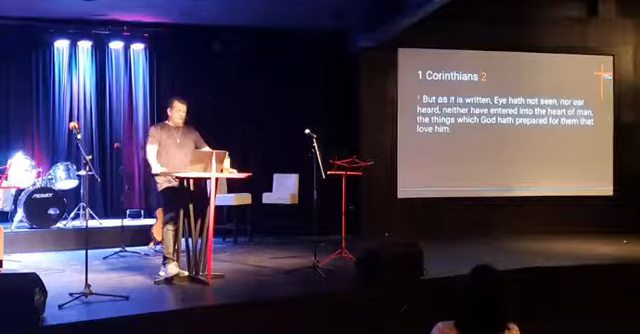 1 Corinthians 2
9 But as it is written, Eye hath not seen, nor ear
heard, neither have entered into the heart of man,
the things which God hath prepared for them that
love him.
PEAVEY